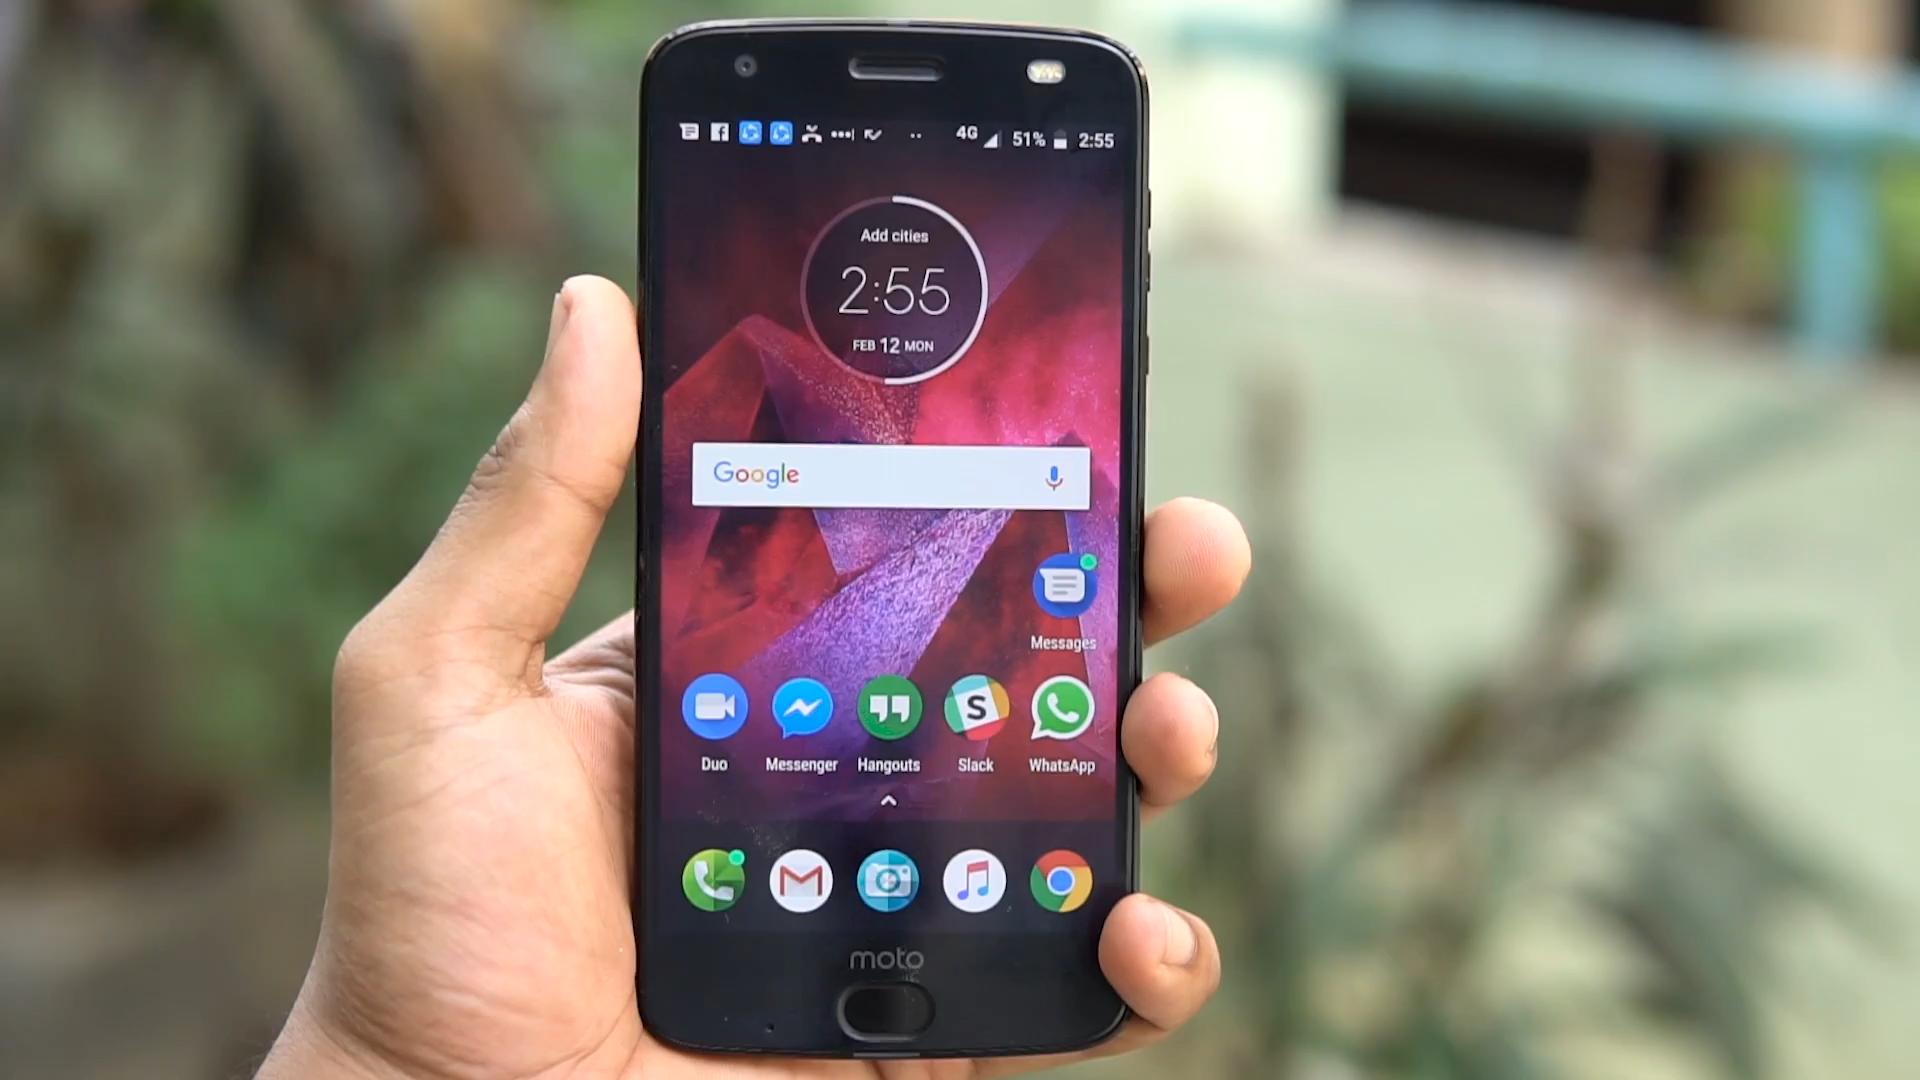 4G 51% 2:55
Add cities
2:55
FEB 12 MON
Google
Messages
Duo Messenger Hangouts Slack WhatsApp
moto